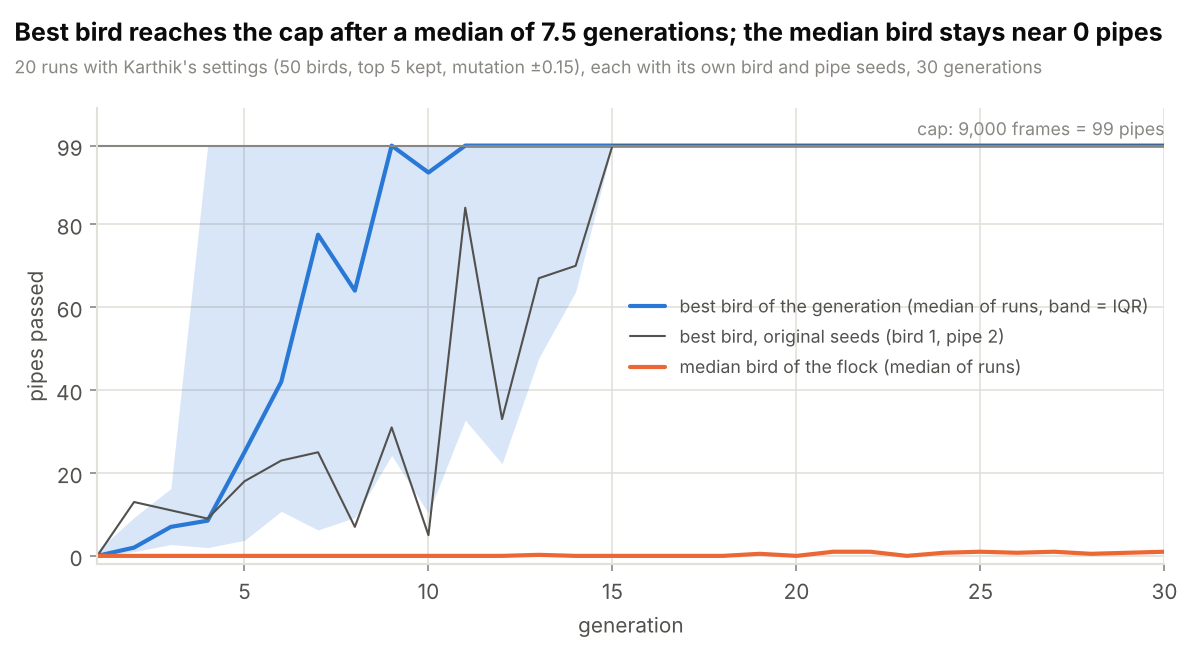 Best bird reaches the cap after a median of 7.5 generations; the median bird stays near 0 pipes
20 runs with Karthik's settings (50 birds, top 5 kept, mutation ±0.15), each with its own bird and pipe seeds, 30 generations
cap: 9,000 frames = 99 pipes
99
80
60
40
20
0
pipes passed
best bird of the generation (median of runs, band = IQR)
best bird, original seeds (bird 1, pipe 2)
median bird of the flock (median of runs)
5 10 15 20 25 30
generation